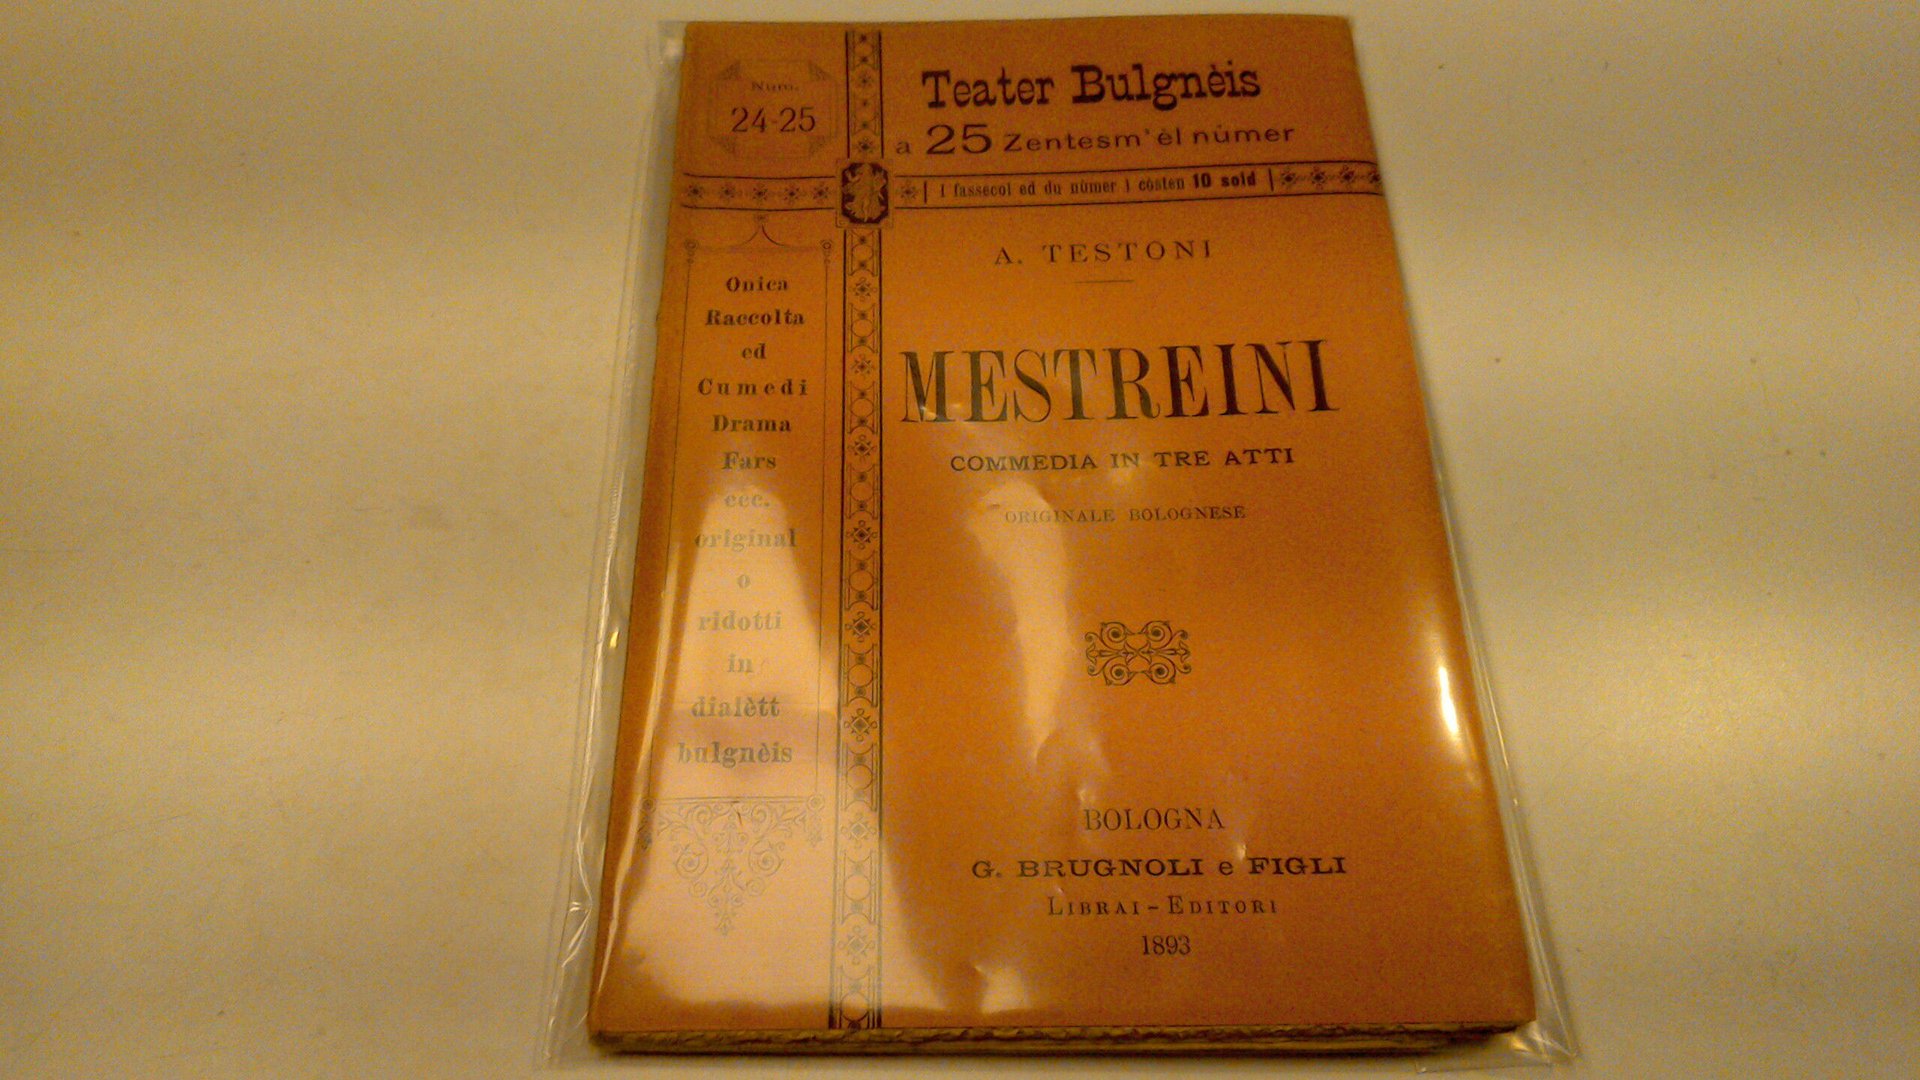 Num.
24-25
Teater Bulgnèis
a 25 Zentesm' èl nùmer
I fassecol ed du nùmer i còsten 10 sold
Onica
Raccolta
ed
Cumedi
Drama
Fars
ecc.
original
o
ridotti
in
dialètt
bulgnèis
A. TESTONI
MESTREINI
COMMEDIA IN TRE ATTI
ORIGINALE BOLOGNESE
BOLOGNA
G. BRUGNOLI e FIGLI
LIBRAI-EDITORI
1893